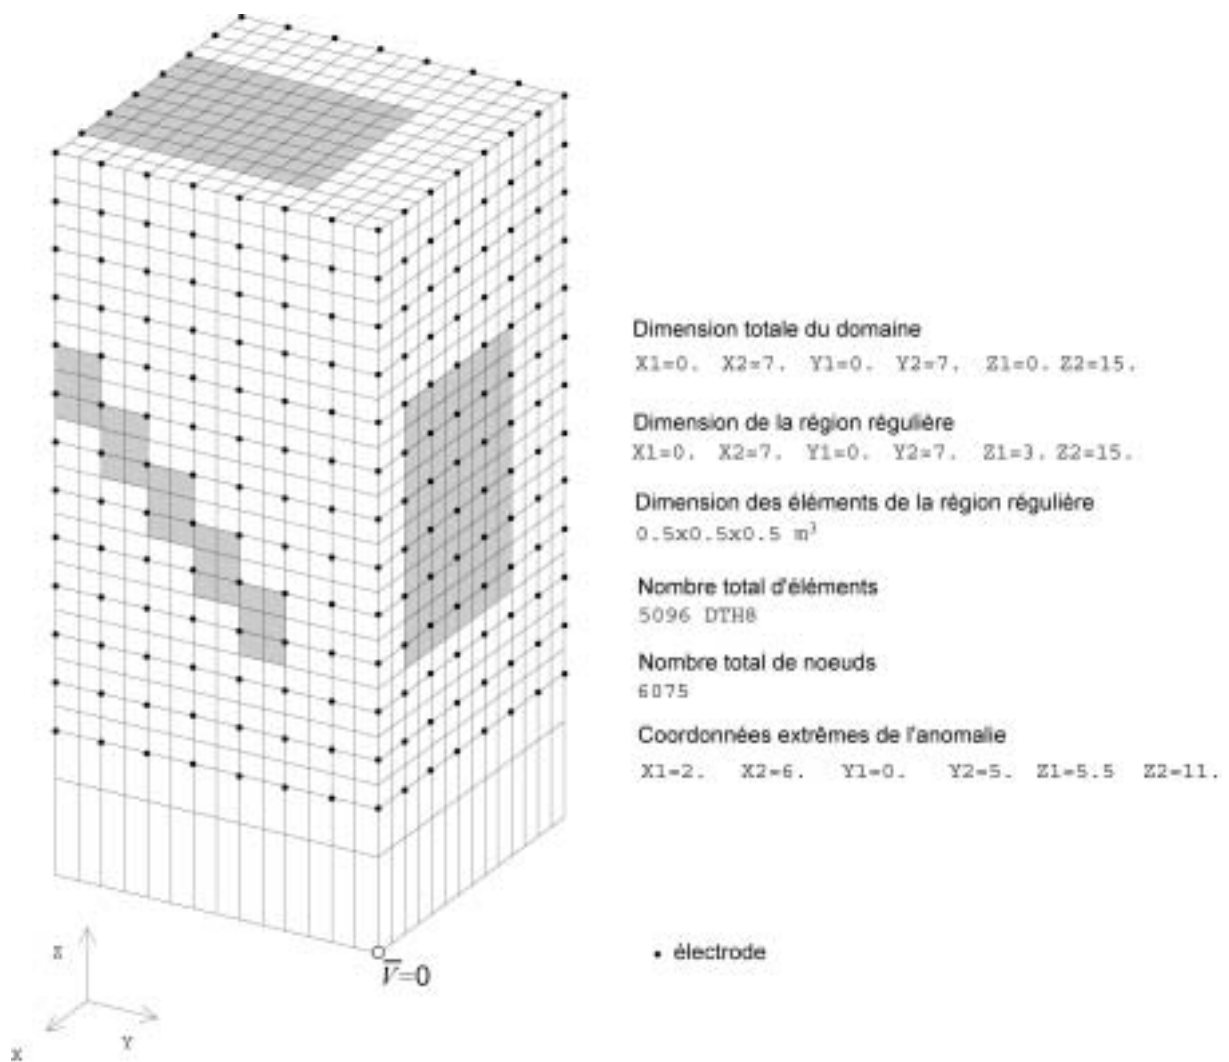 Dimension totale du domaine
X1=0. X2=7. Y1=0. Y2=7. Z1=0. Z2=15.
Dimension de la région régulière
X1=0. X2=7. Y1=0. Y2=7. Z1=3. Z2=15.
Dimension des éléments de la région régulière
0.5x0.5x0.5 m³
Nombre total d'éléments
5096 DTH8
Nombre total de noeuds
6075
Coordonnées extrêmes de l'anomalie
X1=2. X2=6. Y1=0. Y2=5. Z1=5.5 Z2=11.
• électrode
V̅=0
Z
Y
X